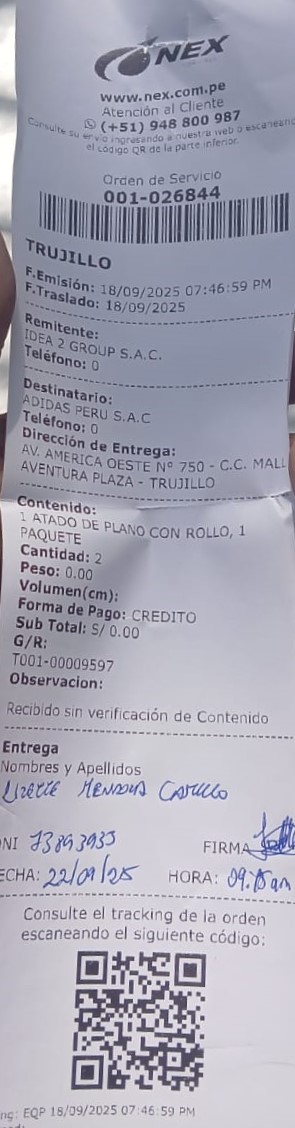 NEX
www.nex.com.pe
Atención al Cliente
(+51) 948 800 987
Consulte su envío ingresando a nuestra web o escaneando
el código QR de la parte inferior.
Orden de Servicio
001-026844
TRUJILLO
F.Emisión: 18/09/2025 07:46:59 PM
F.Traslado: 18/09/2025
Remitente:
IDEA 2 GROUP S.A.C.
Teléfono: 0
Destinatario:
ADIDAS PERU S.A.C
Teléfono: 0
Dirección de Entrega:
AV. AMERICA OESTE Nº 750 - C.C. MALL
AVENTURA PLAZA - TRUJILLO
Contenido:
1 ATADO DE PLANO CON ROLLO, 1
PAQUETE
Cantidad: 2
Peso: 0.00
Volumen(cm):
Forma de Pago: CREDITO
Sub Total: S/ 0.00
G/R:
T001-00009597
Observacion:
Recibido sin verificación de Contenido
Entrega
Nombres y Apellidos
Lizette Mendoza
DNI FIRMA
FECHA: 22/09/25 HORA: 09:15 am
Consulte el tracking de la orden
escaneando el siguiente código:
ng: EQP 18/09/2025 07:46:59 PM